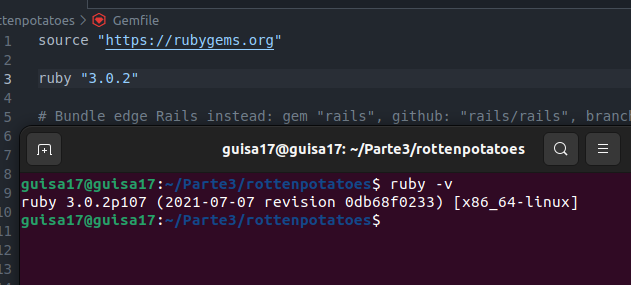 ttenpotatoes > Gemfile
1 source "https://rubygems.org"
2
3 ruby "3.0.2"
4
5 # Bundle edge Rails instead: gem "rails", github: "rails/rails", branch
6
7
8
9
10
11
12
13
14
guisa17@guisa17: ~/Parte3/rottenpotatoes
guisa17@guisa17:~/Parte3/rottenpotatoes$ ruby -v
ruby 3.0.2p107 (2021-07-07 revision 0db68f0233) [x86_64-linux]
guisa17@guisa17:~/Parte3/rottenpotatoes$